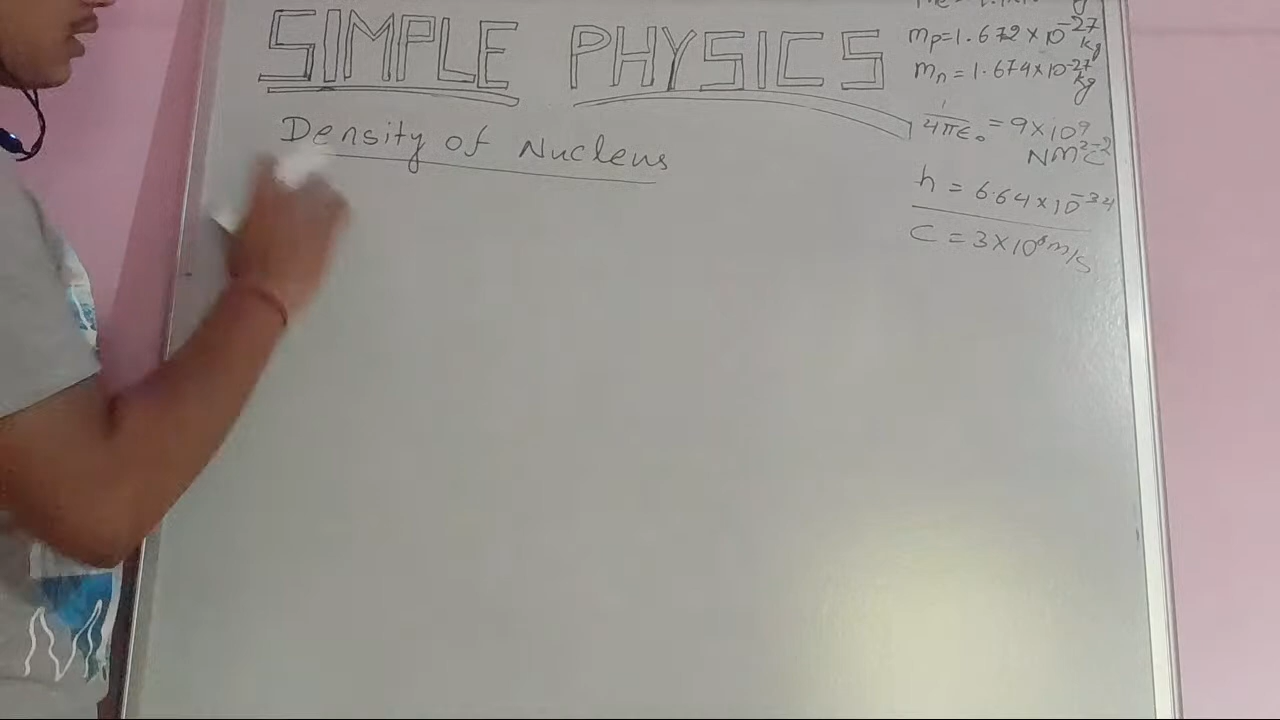 SIMPLE PHYSICS
Density of Nucleus
mp=1.672×10⁻²⁷ kg
mn=1.674×10⁻²⁷ kg
1/4πϵ₀ = 9×10⁹
NM²C⁻²
h = 6.64×10⁻³⁴
C = 3×10⁸m/s